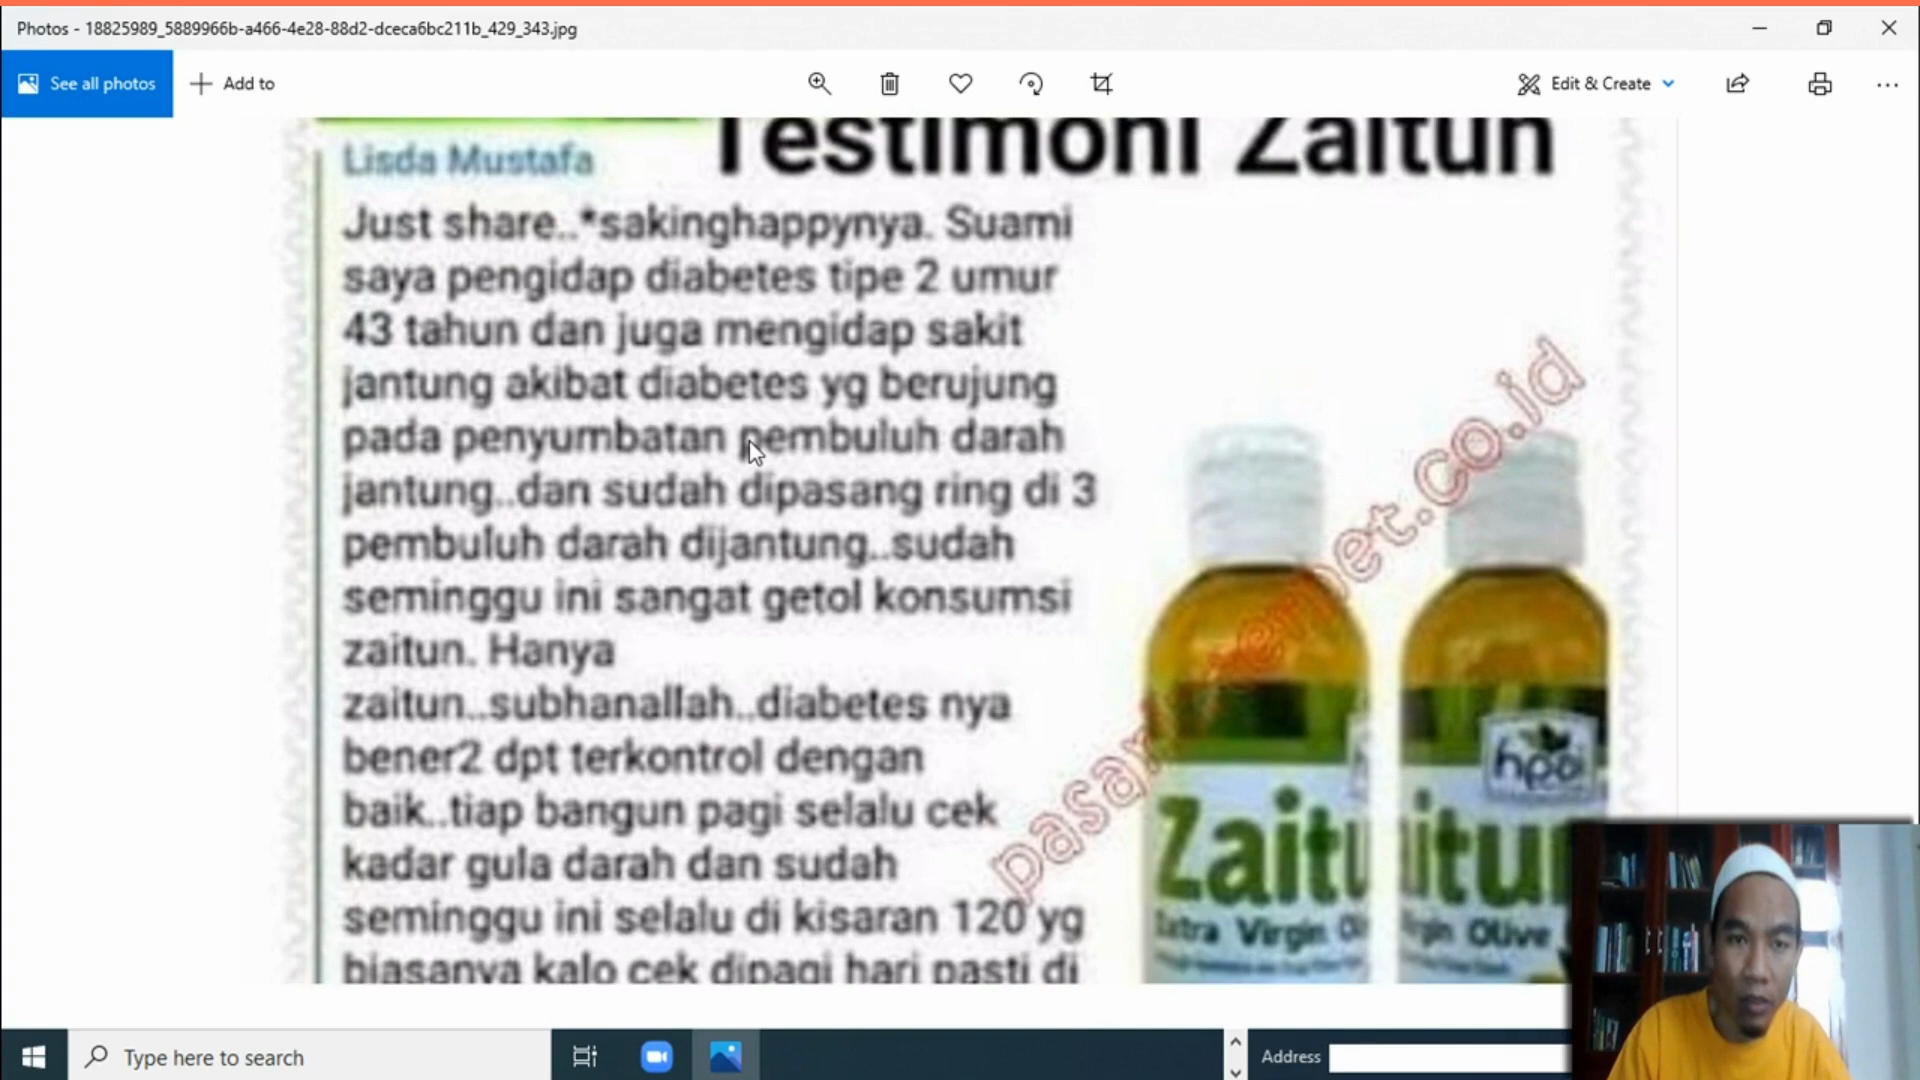 Photos - 18825989_5889966b-a466-4e28-88d2-dceca6bc211b_429_343.jpg
See all photos
Add to
Edit & Create
Testimoni Zaitun
Lisda Mustafa
Just share..*sakinghappynya. Suami
saya pengidap diabetes tipe 2 umur
43 tahun dan juga mengidap sakit
jantung akibat diabetes yg berujung
pada penyumbatan pembuluh darah
jantung..dan sudah dipasang ring di 3
pembuluh darah dijantung..sudah
seminggu ini sangat getol konsumsi
zaitun. Hanya
zaitun..subhanallah..diabetes nya
bener2 dpt terkontrol dengan
baik..tiap bangun pagi selalu cek
kadar gula darah dan sudah
seminggu ini selalu di kisaran 120 yg
biasanya kalo cek dipagi hari pasti di
hpai
Zaitu
itun
Extra Virgin Ol
irgin Olive
Type here to search
Address